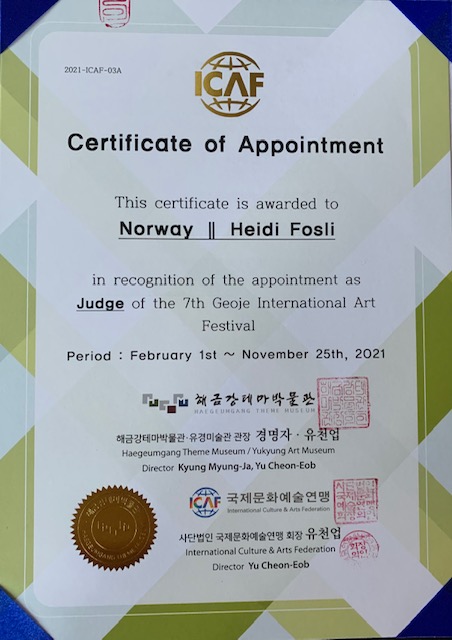 2021-ICAF-03A
ICAF
Certificate of Appointment
This certificate is awarded to
Norway || Heidi Fosli
in recognition of the appointment as
Judge of the 7th Geoje International Art
Festival
Period : February 1st ~ November 25th, 2021
해금강테마박물관
HAEGEUMGANG THEME MUSEUM
해금강테마박물관·유경미술관 관장 경명자·유천업
Haegeumgang Theme Museum / Yukyung Art Museum
Director Kyung Myung-Ja, Yu Cheon-Eob
ICAF 국제문화예술연맹
International Culture & Arts Federation
사단법인 국제문화예술연맹 회장 유천업
International Culture & Arts Federation
Director Yu Cheon-Eob